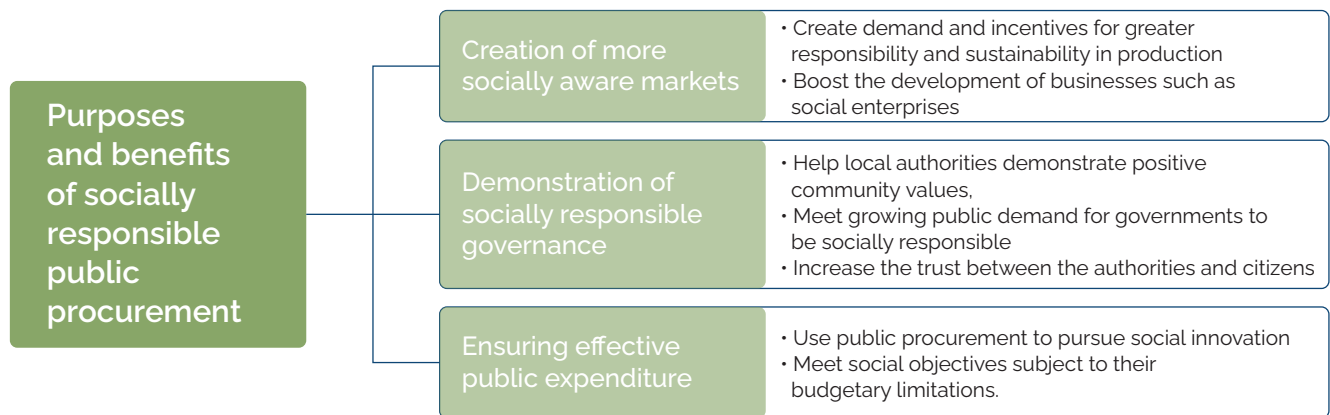 Purposes
and benefits
of socially
responsible
public
procurement
Creation of more
socially aware markets
• Create demand and incentives for greater
responsibility and sustainability in production
• Boost the development of businesses such as
social enterprises
Demonstration of
socially responsible
governance
• Help local authorities demonstrate positive
community values,
• Meet growing public demand for governments to
be socially responsible
• Increase the trust between the authorities and citizens
Ensuring effective
public expenditure
• Use public procurement to pursue social innovation
• Meet social objectives subject to their
budgetary limitations.